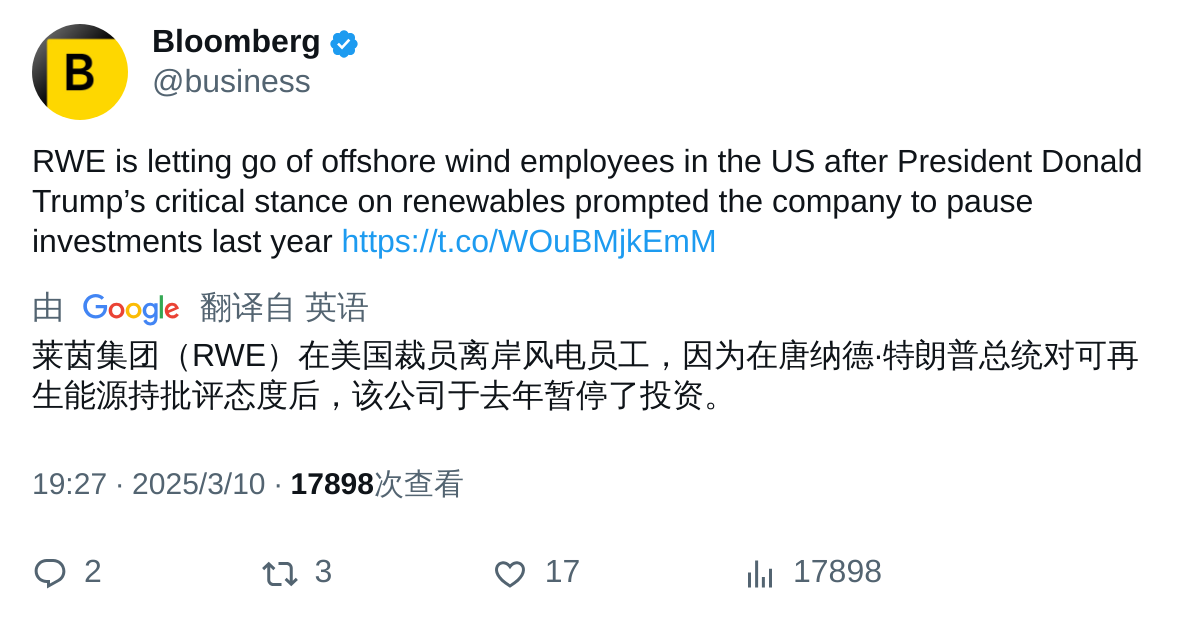 B
Bloomberg
@business
RWE is letting go of offshore wind employees in the US after President Donald
Trump’s critical stance on renewables prompted the company to pause
investments last year https://t.co/WOuBMjkEmM
由 Google 翻译自 英语
莱茵集团（RWE）在美国裁员离岸风电员工，因为在唐纳德·特朗普总统对可再
生能源持批评态度后，该公司于去年暂停了投资。
19:27 · 2025/3/10 · 17898次查看
2 3 17 17898